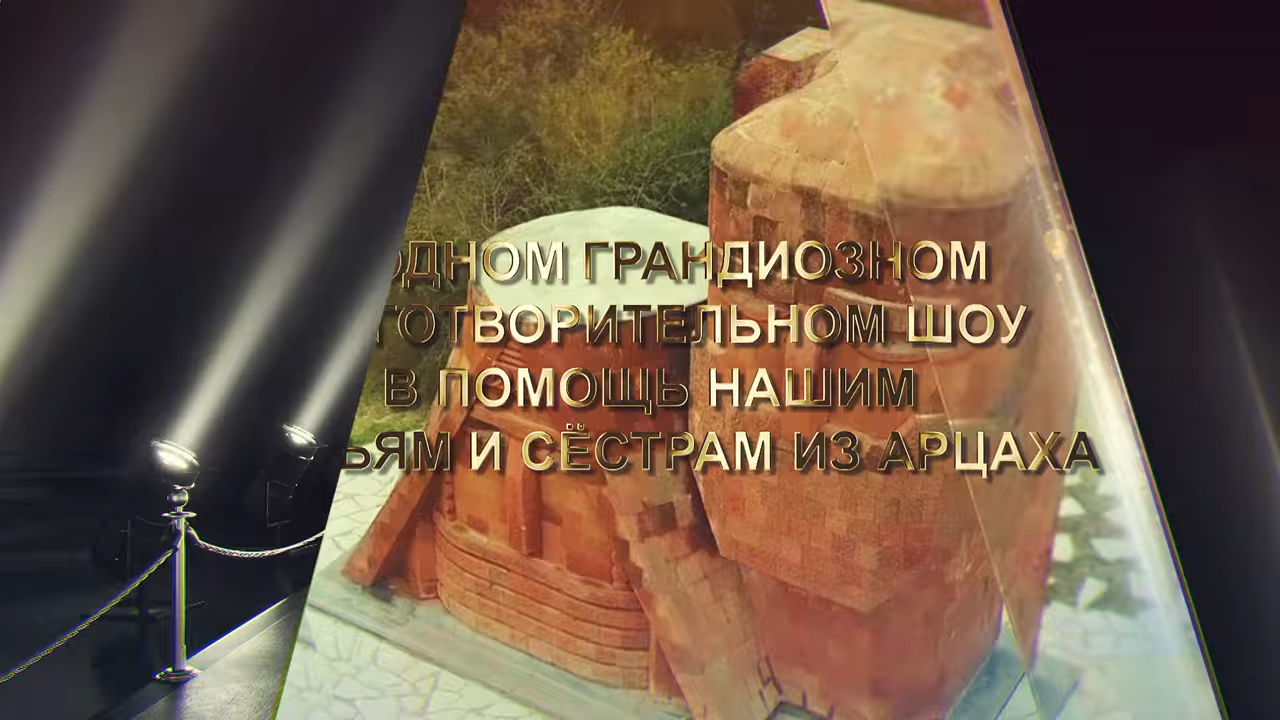 ОДНОМ ГРАНДИОЗНОМ
ГОТВОРИТЕЛЬНОМ ШОУ
В ПОМОЩЬ НАШИМ
ЬЯМ И СЁСТРАМ ИЗ АРЦАХА